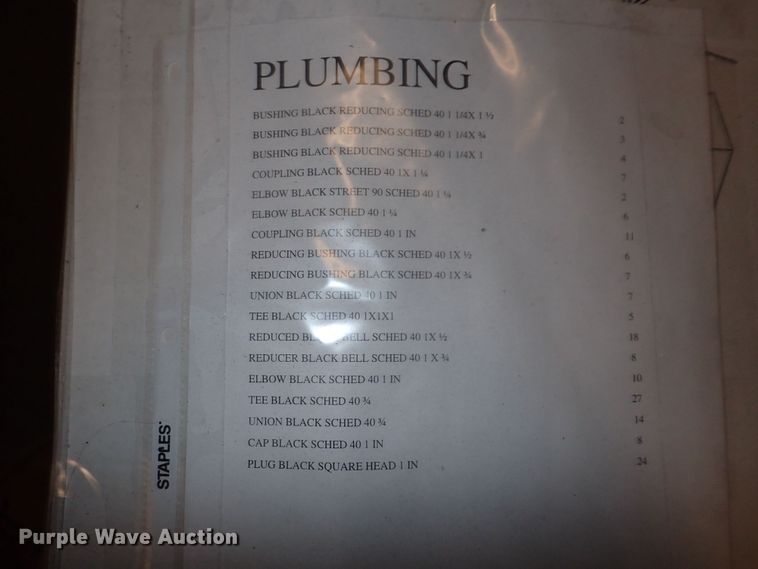 PLUMBING
BUSHING BLACK REDUCING SCHED 40 1 1/4X 1 ½ 2
BUSHING BLACK REDUCING SCHED 40 1 1/4X ¾ 3
BUSHING BLACK REDUCING SCHED 40 1 1/4X 1 4
COUPLING BLACK SCHED 40 1X 1 ¼ 7
ELBOW BLACK STREET 90 SCHED 40 1 ¼ 2
ELBOW BLACK SCHED 40 1 ¼ 6
COUPLING BLACK SCHED 40 1 IN 11
REDUCING BUSHING BLACK SCHED 40 1X ½ 6
REDUCING BUSHING BLACK SCHED 40 1X ¾ 7
UNION BLACK SCHED 40 1 IN 7
TEE BLACK SCHED 40 1X1X1 5
REDUCED BLACK BELL SCHED 40 1X ½ 18
REDUCER BLACK BELL SCHED 40 1 X ¾ 8
ELBOW BLACK SCHED 40 1 IN 10
TEE BLACK SCHED 40 ¾ 27
UNION BLACK SCHED 40 ¾ 14
CAP BLACK SCHED 40 1 IN 8
PLUG BLACK SQUARE HEAD 1 IN 24
STAPLES
Purple Wave Auction